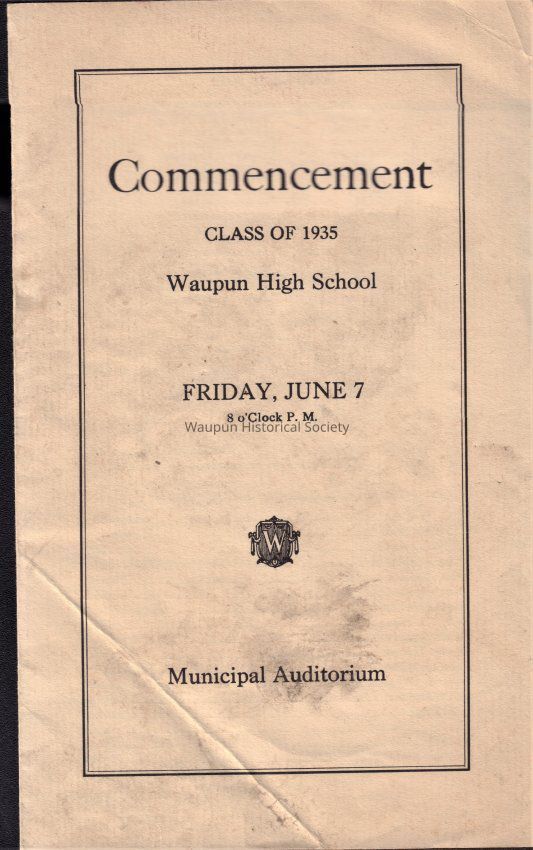 Commencement
CLASS OF 1935
Waupun High School
FRIDAY, JUNE 7
8 o'Clock P. M.
Waupun Historical Society
W
Municipal Auditorium